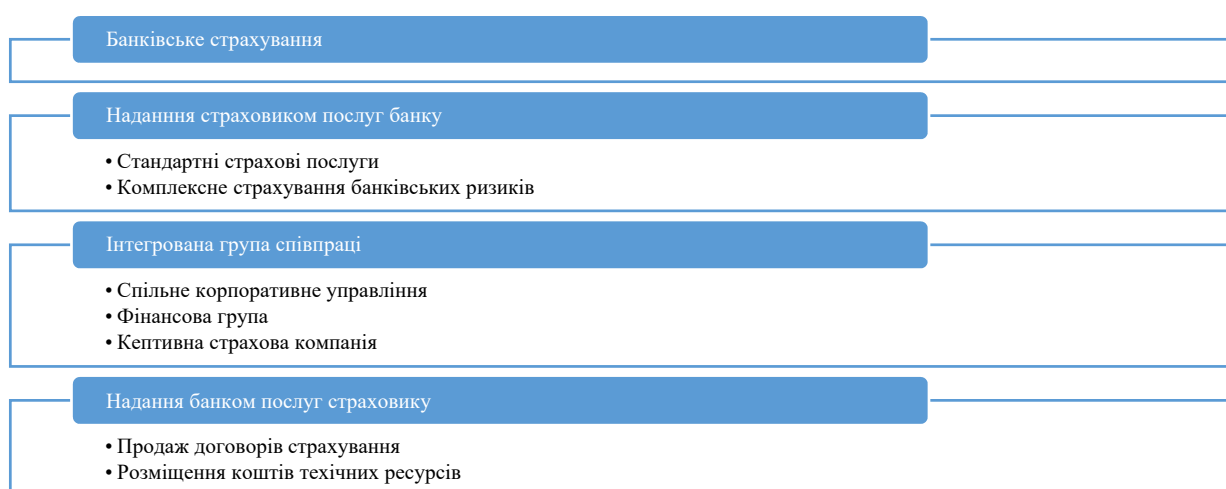 Банківське страхування
Наданння страховиком послуг банку
• Стандартні страхові послуги
• Комплексне страхування банківських ризиків
Інтегрована група співпраці
• Спільне корпоративне управління
• Фінансова група
• Кептивна страхова компанія
Надання банком послуг страховику
• Продаж договорів страхування
• Розміщення коштів техічних ресурсів